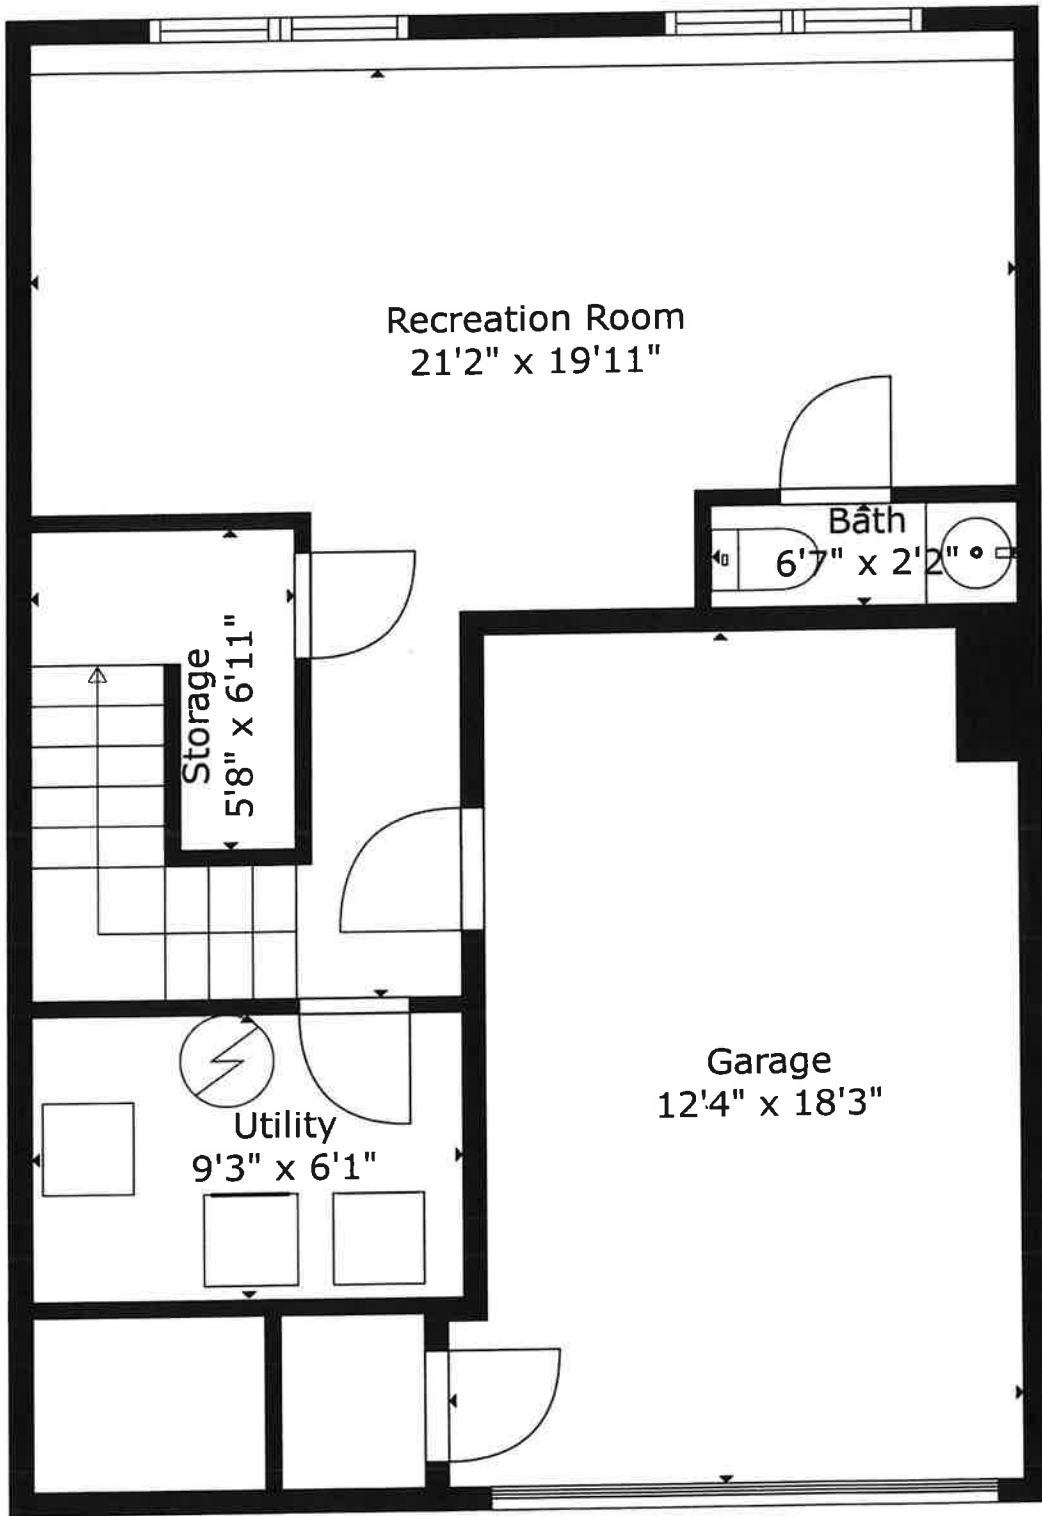 Recreation Room
21'2" x 19'11"
Bath
6'7" x 2'2"
Storage
5'8" x 6'11"
Garage
12'4" x 18'3"
Utility
9'3" x 6'1"